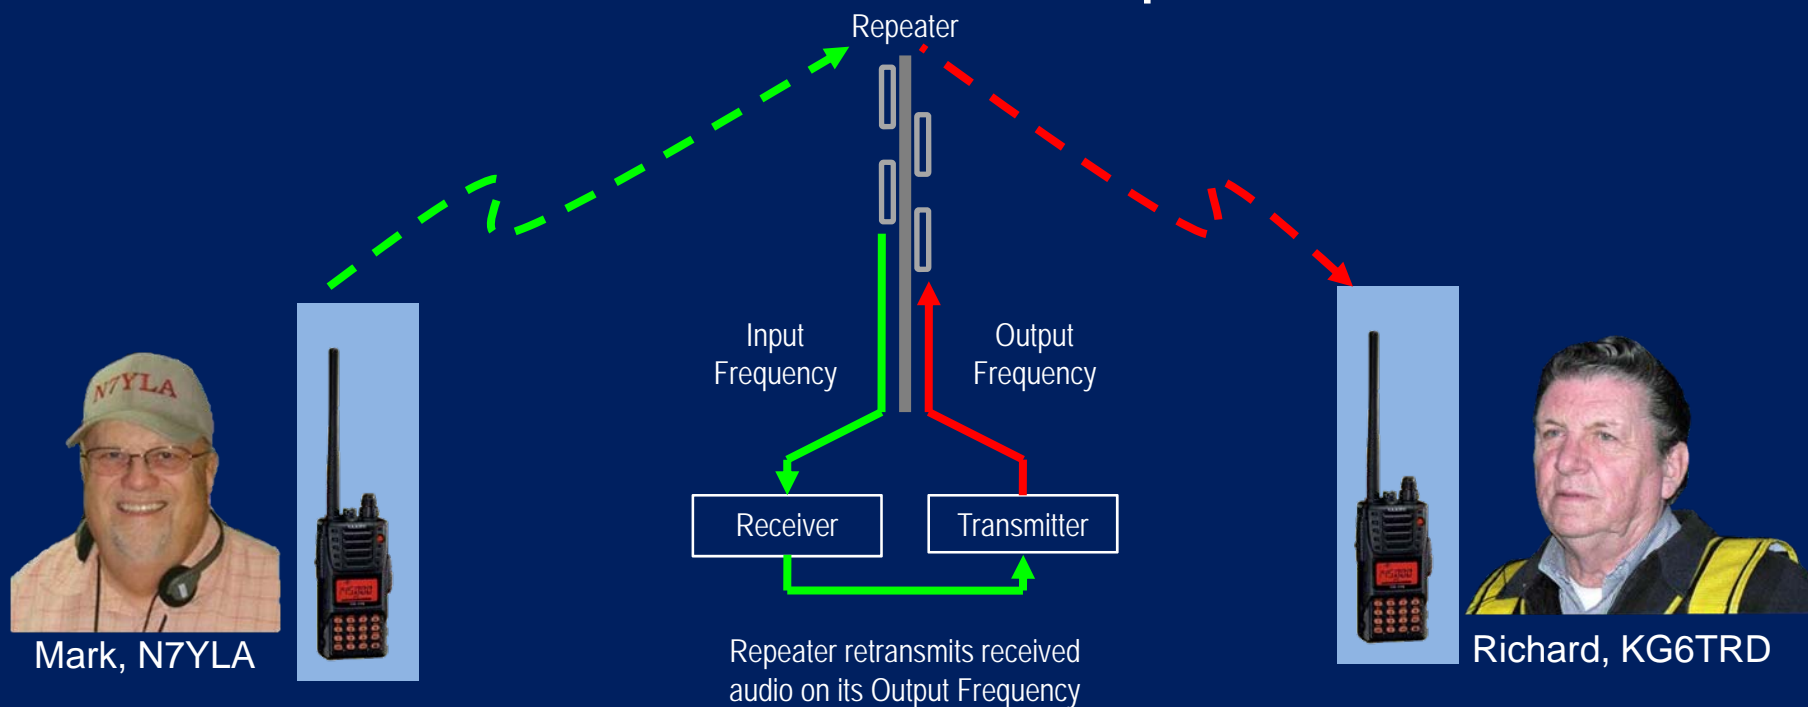 Repeater
Input
Frequency
Output
Frequency
N7YLA
Receiver
Transmitter
Mark, N7YLA
Richard, KG6TRD
Repeater retransmits received
audio on its Output Frequency